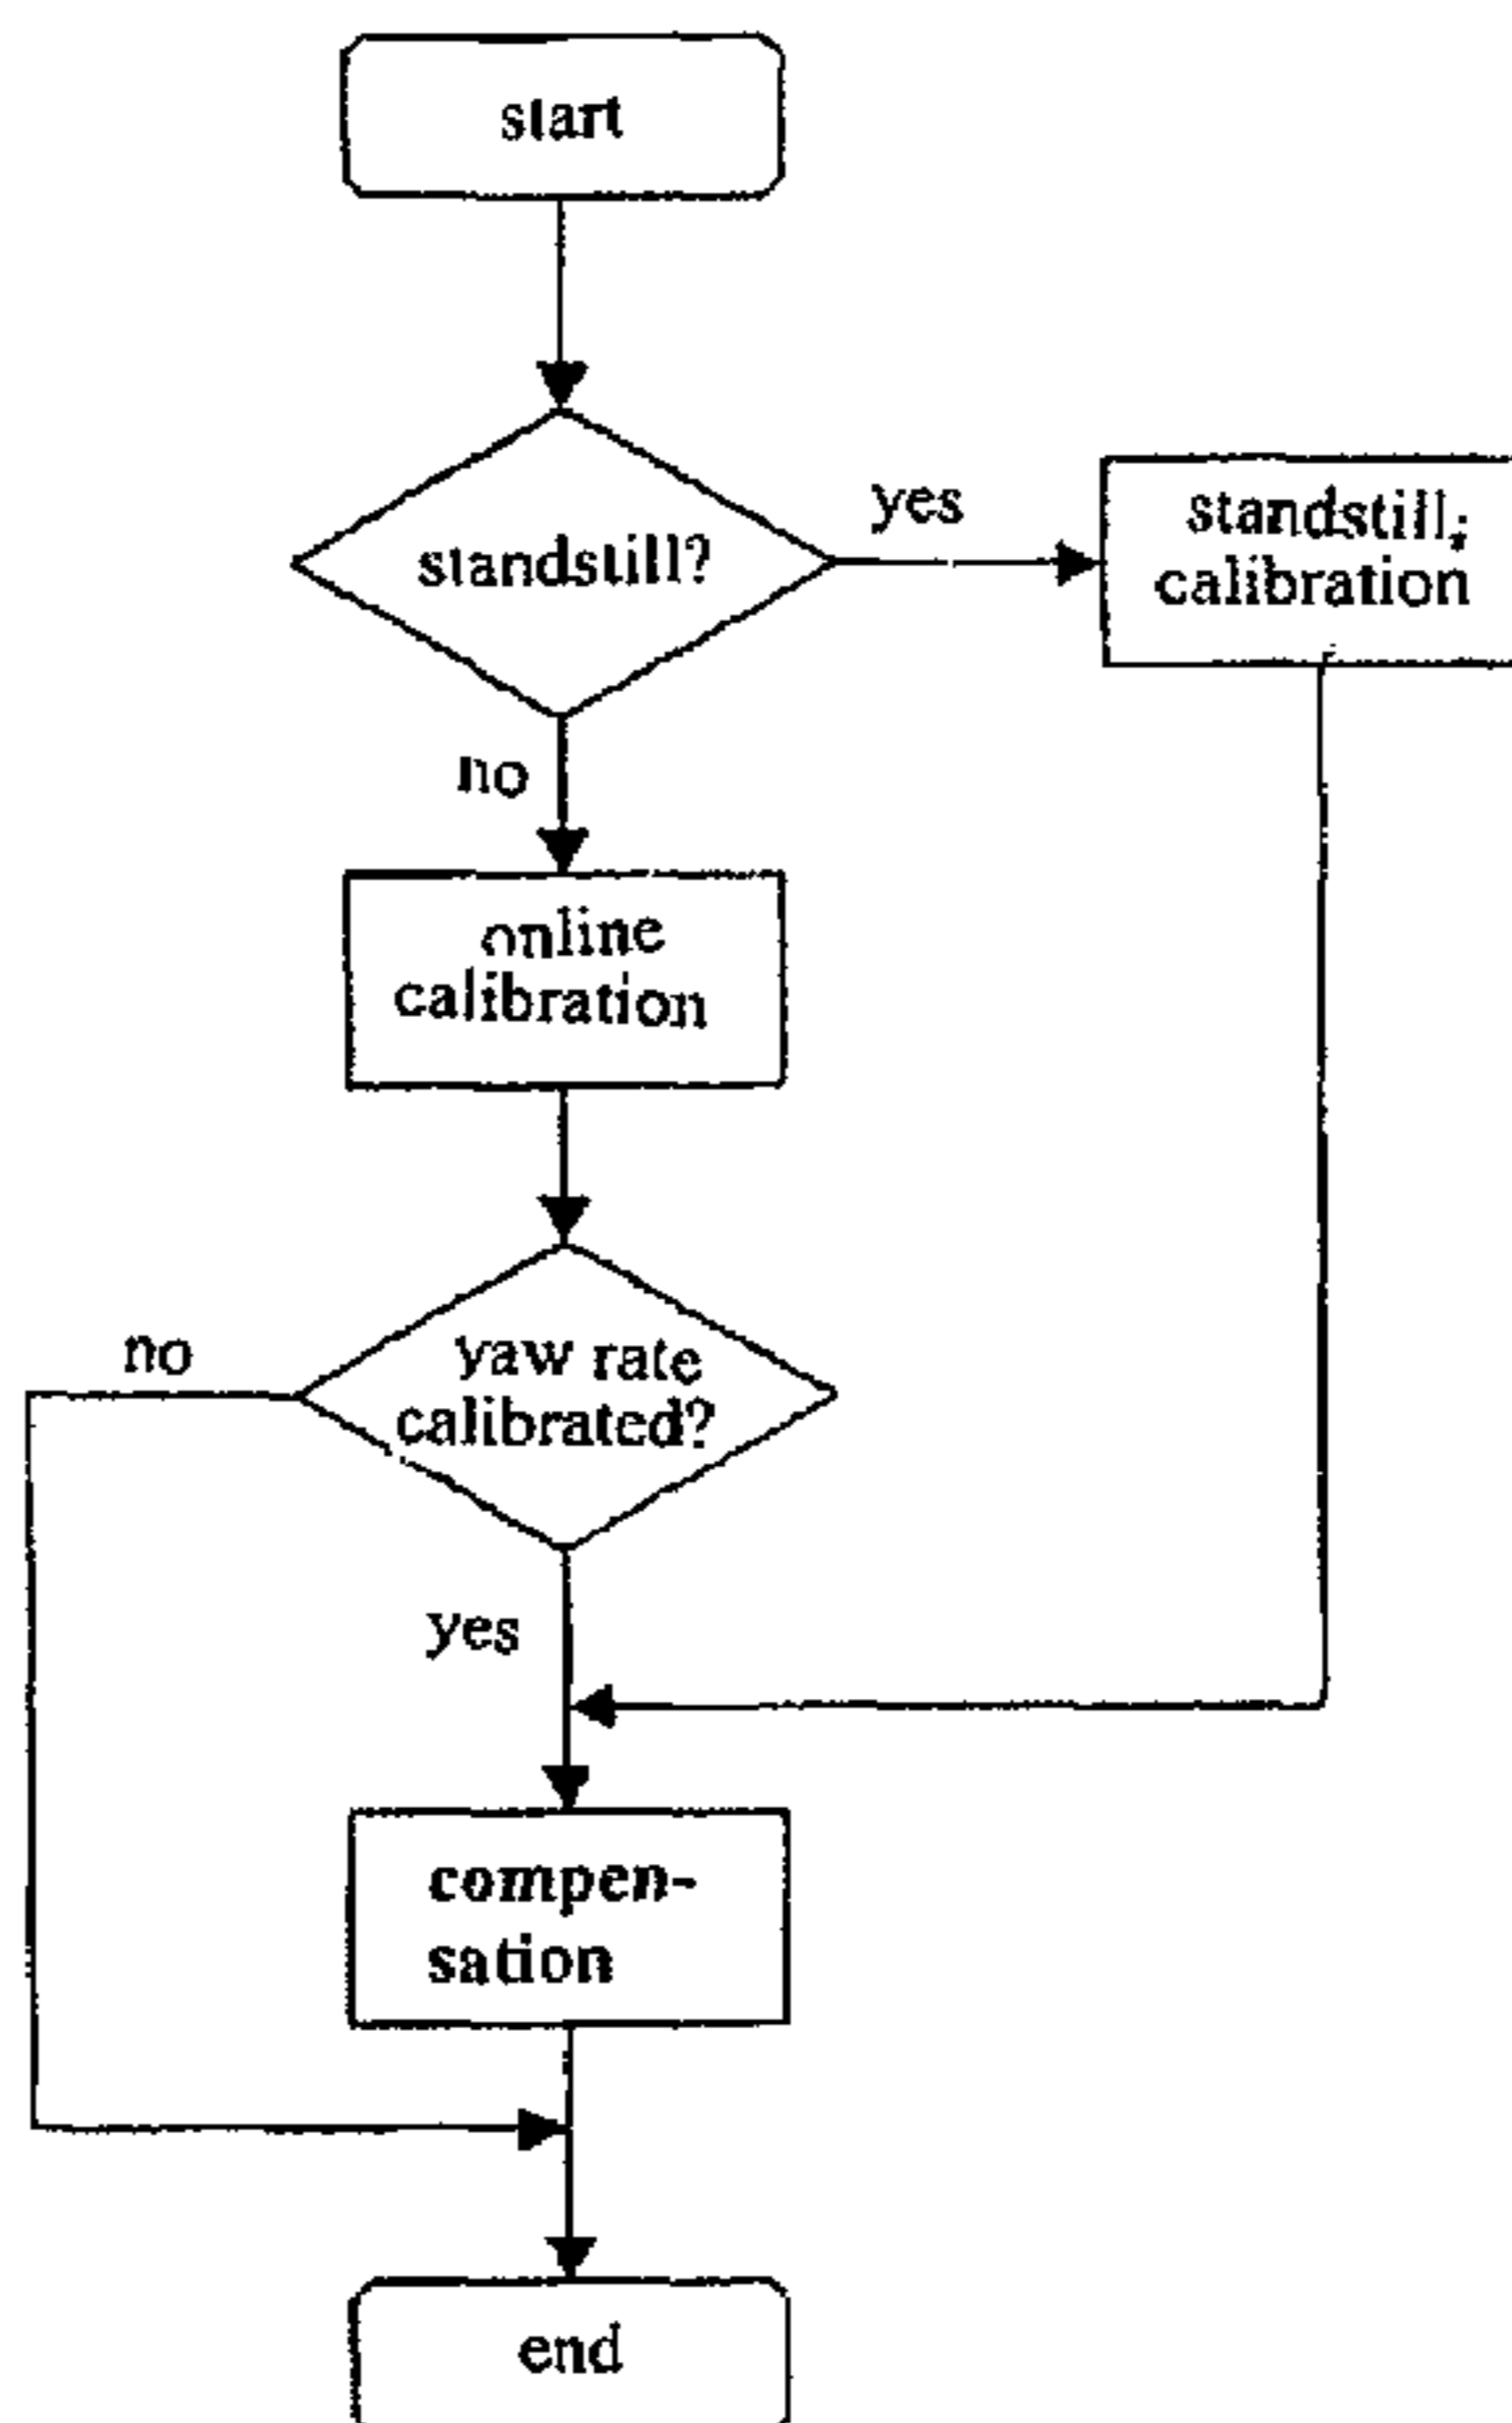 start
standstill?
yes
standstill;
calibration
no
online
calibration
no
yaw rate
calibrated?
yes
compen-
sation
end